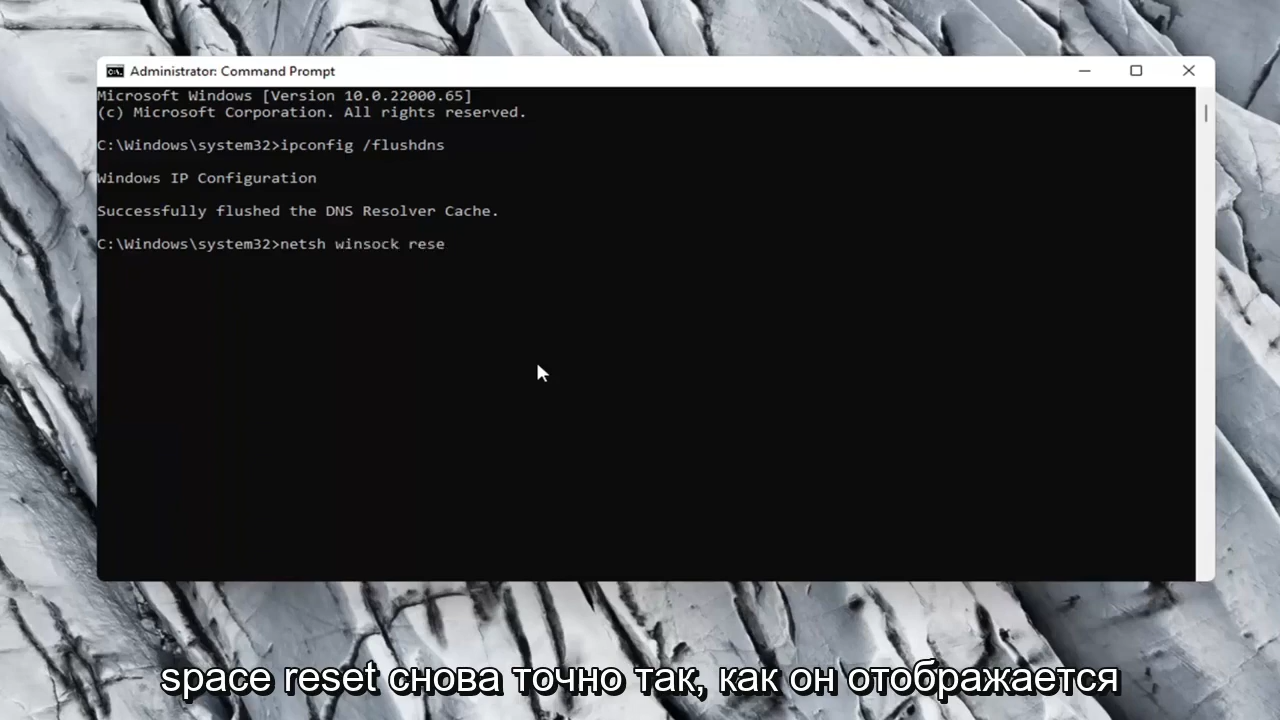 Administrator: Command Prompt
Microsoft Windows [Version 10.0.22000.65]
(c) Microsoft Corporation. All rights reserved.
C:\Windows\system32>ipconfig /flushdns
Windows IP Configuration
Successfully flushed the DNS Resolver Cache.
C:\Windows\system32>netsh winsock rese
space reset снова точно так, как он отображается